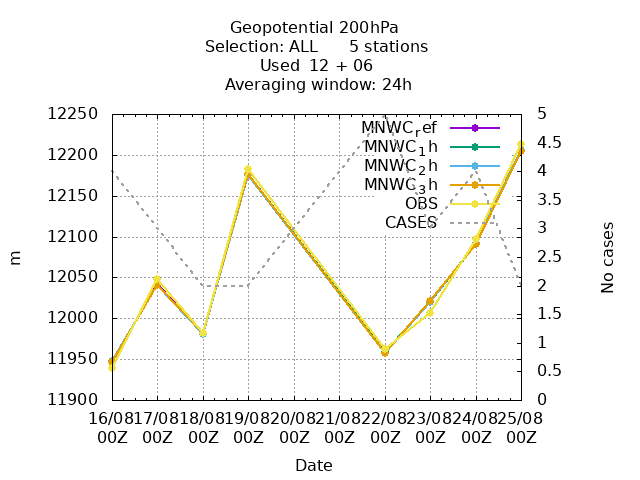 Geopotential 200hPa
Selection: ALL      5 stations
Used  12 + 06
Averaging window: 24h
MNWC_ref
MNWC_1h
MNWC_2h
MNWC_3h
OBS
CASES
12250
12200
12150
12100
12050
12000
11950
11900
m
5
4.5
4
3.5
3
2.5
2
1.5
1
0.5
0
No cases
16/08 17/08 18/08 19/08 20/08 21/08 22/08 23/08 24/08 25/08
00Z 00Z 00Z 00Z 00Z 00Z 00Z 00Z 00Z 00Z
Date